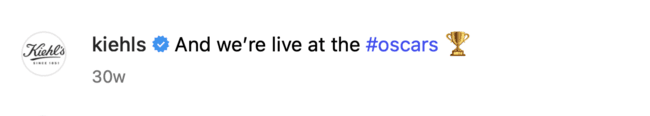 Kiehl's
SINCE 1851
kiehls And we're live at the #oscars 🏆
30w